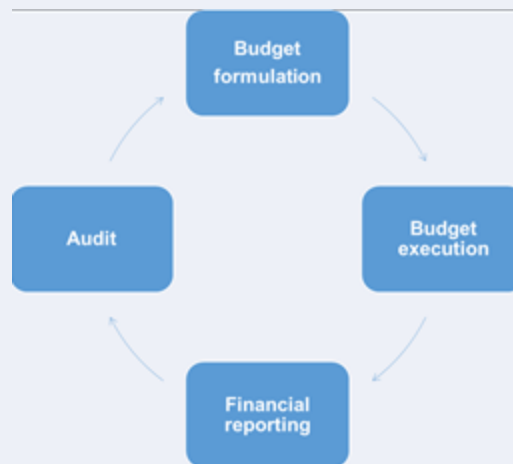 Budget
formulation
Budget
execution
Financial
reporting
Audit